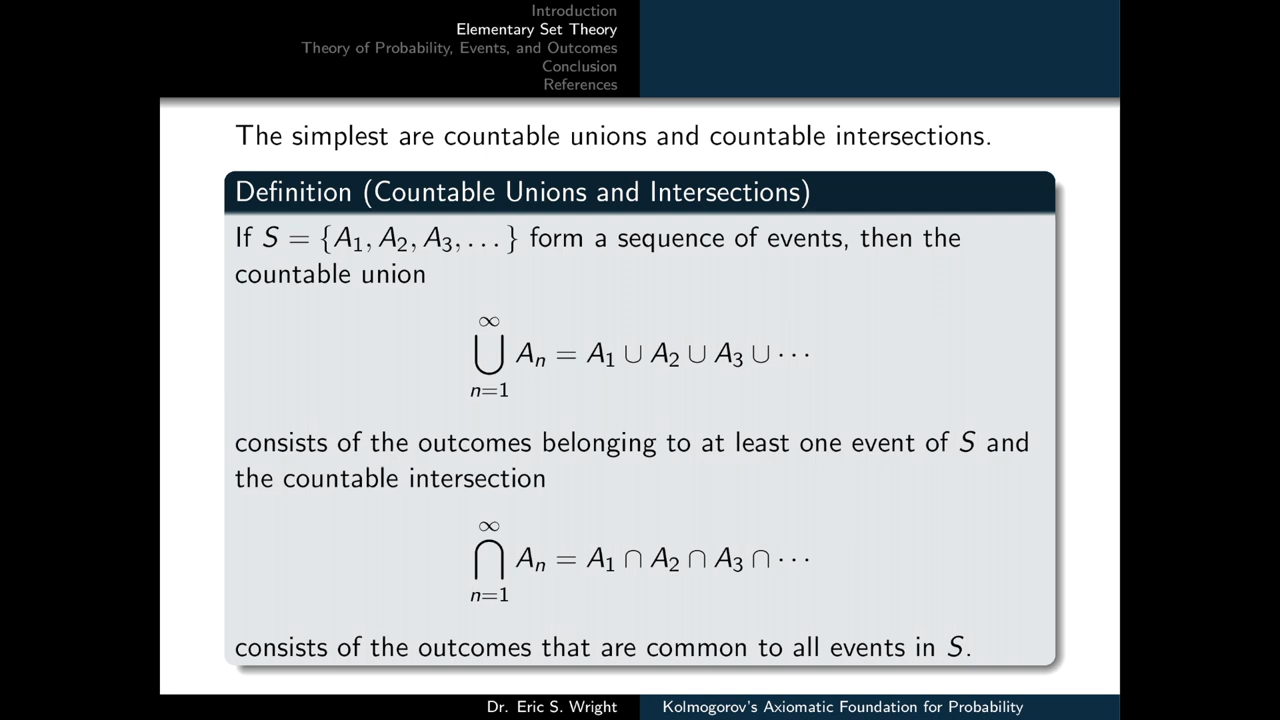 Introduction
Elementary Set Theory
Theory of Probability, Events, and Outcomes
Conclusion
References
The simplest are countable unions and countable intersections.
Definition (Countable Unions and Intersections)
If S = {A₁, A₂, A₃, . . . } form a sequence of events, then the
countable union
∞
⋃ Aₙ = A₁ ∪ A₂ ∪ A₃ ∪ · · ·
n=1
consists of the outcomes belonging to at least one event of S and
the countable intersection
∞
⋂ Aₙ = A₁ ∩ A₂ ∩ A₃ ∩ · · ·
n=1
consists of the outcomes that are common to all events in S.
Dr. Eric S. Wright
Kolmogorov's Axiomatic Foundation for Probability